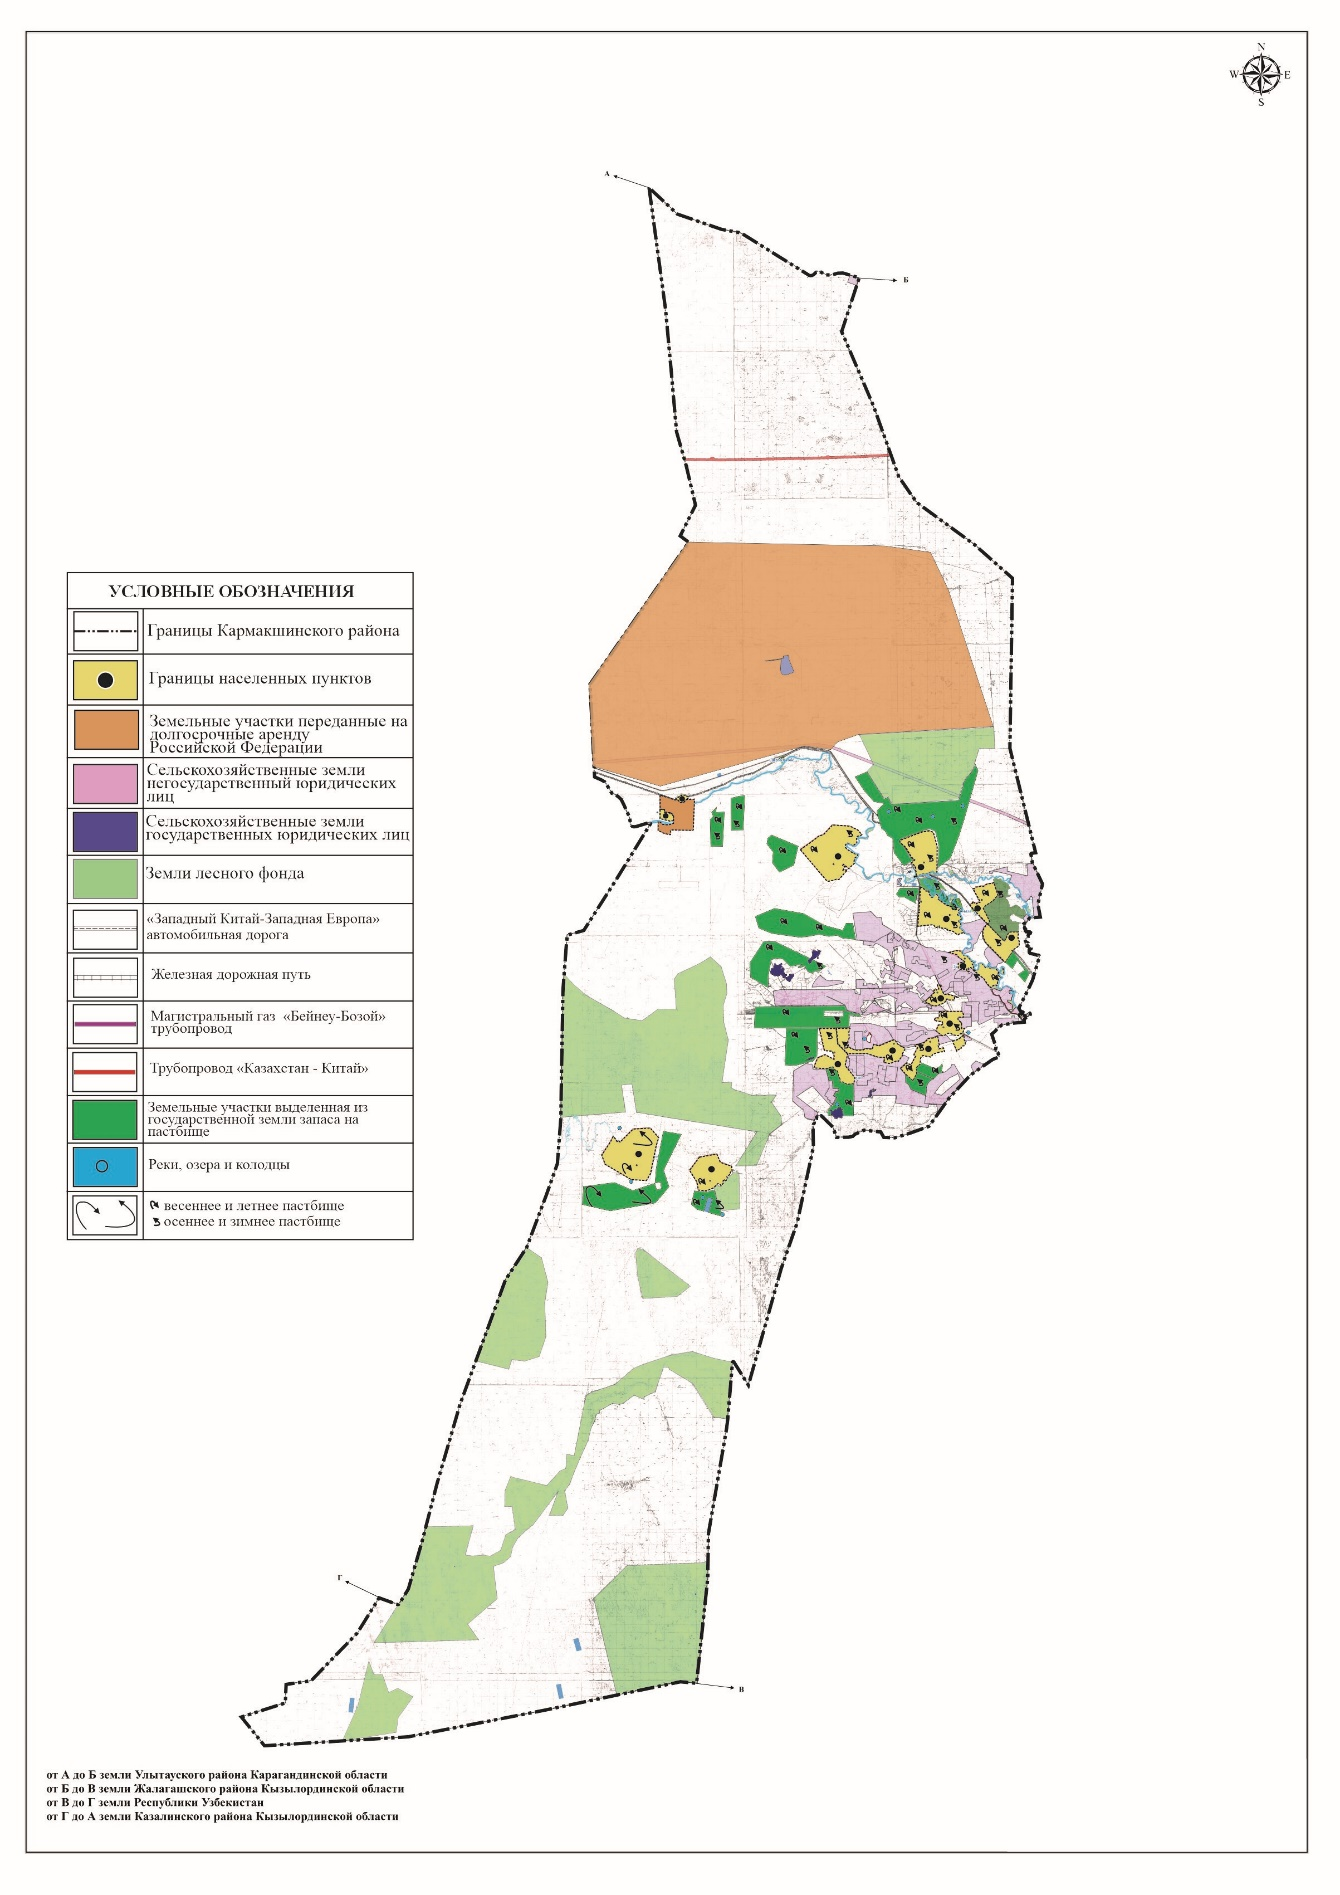 N
W E
S
А
Б
УСЛОВНЫЕ ОБОЗНАЧЕНИЯ
Границы Кармакшинского района
Границы населенных пунктов
Земельные участки переданные на
долгосрочные аренду
Российской Федерации
Сельскохозяйственные земли
негосударственный юридических
лиц
Сельскохозяйственные земли
государственных юридических лиц
Земли лесного фонда
«Западный Китай-Западная Европа»
автомобильная дорога
Железная дорожная путь
Магистральный газ «Бейнеу-Бозой»
трубопровод
Трубопровод «Казахстан - Китай»
Земельные участки выделенная из
государственной земли запаса на
пастбище
Реки, озера и колодцы
весеннее и летнее пастбище
осеннее и зимнее пастбище
Г
В
от А до Б земли Улытауского района Карагандинской области
от Б до В земли Жалагашского района Кызылординской области
от В до Г земли Республики Узбекистан
от Г до А земли Казалинского района Кызылординской области